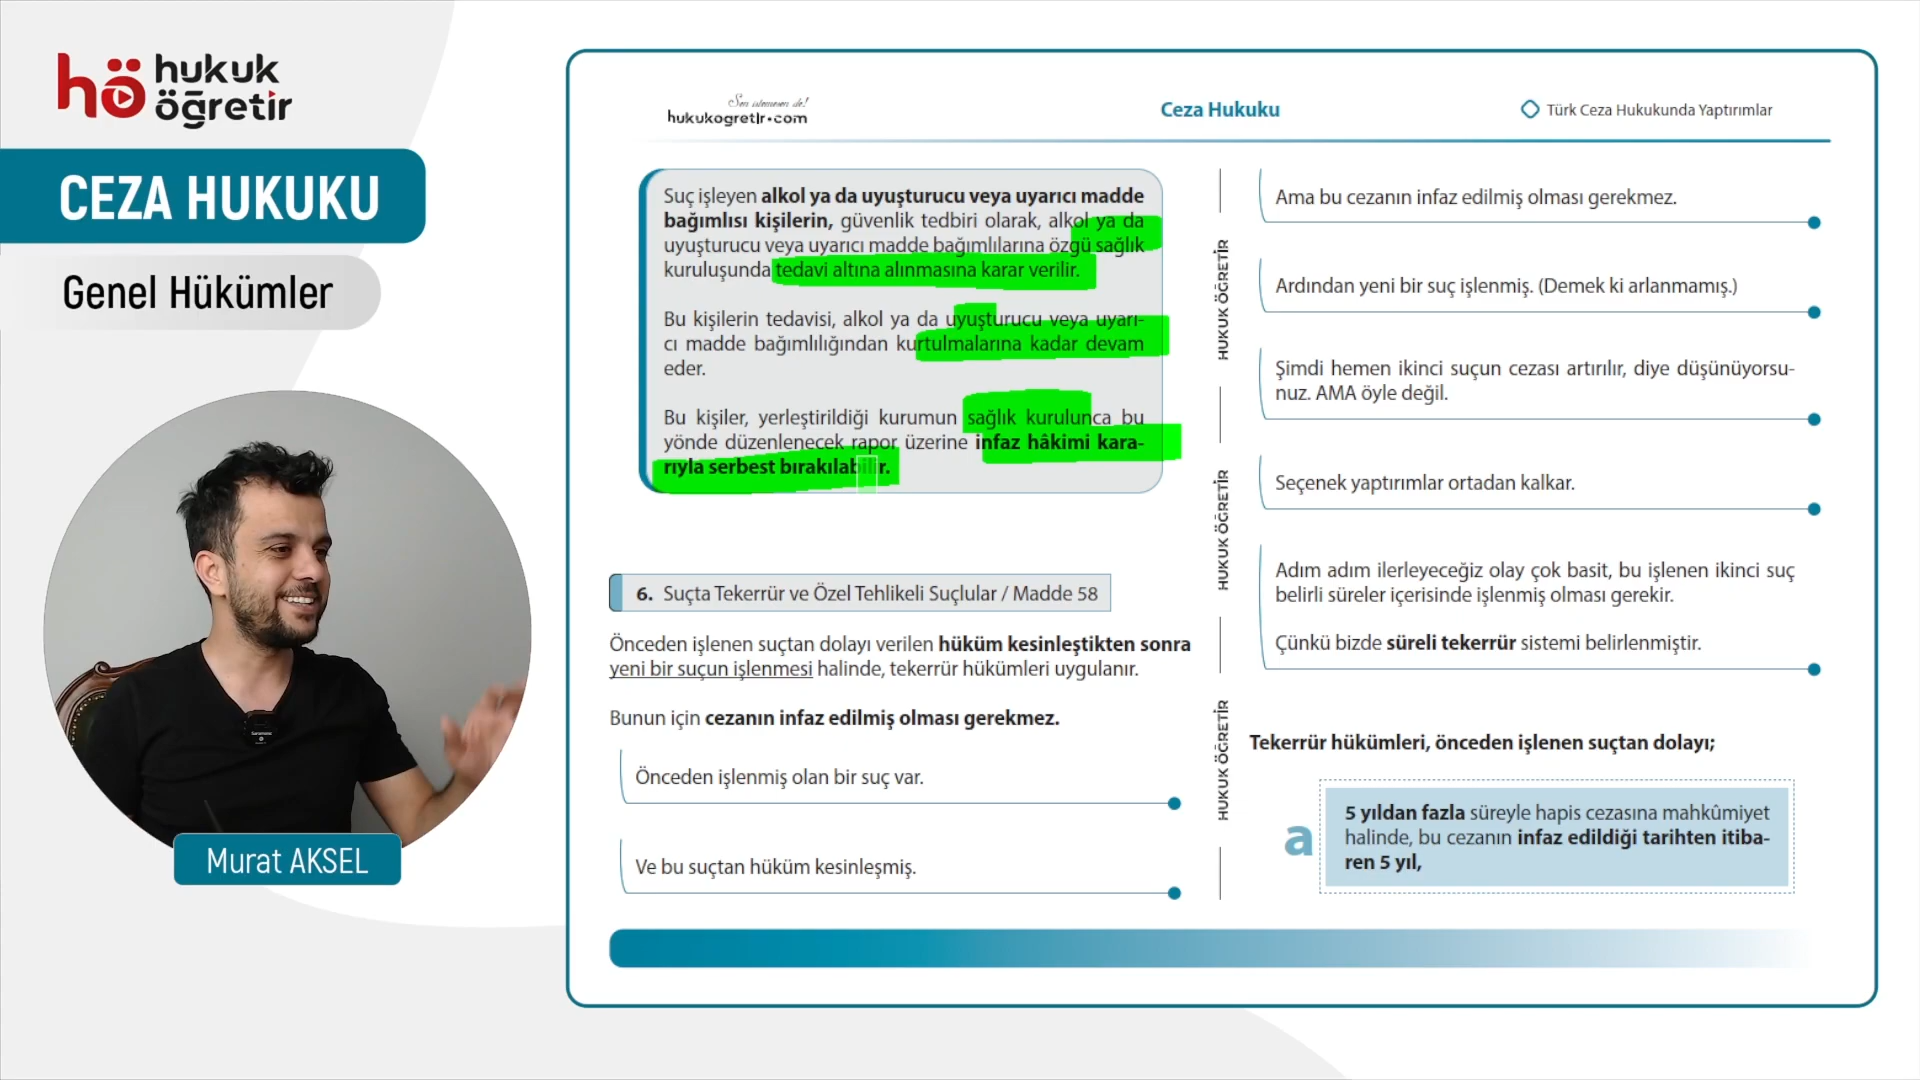 hö hukuk
öğretir
CEZA HUKUKU
Genel Hükümler
Murat AKSEL
Sen istemesen de!
hukukogretir.com
Ceza Hukuku
Türk Ceza Hukukunda Yaptırımlar
Suç işleyen alkol ya da uyuşturucu veya uyarıcı madde
bağımlısı kişilerin, güvenlik tedbiri olarak, alkol ya da
uyuşturucu veya uyarıcı madde bağımlılarına özgü sağlık
kuruluşunda tedavi altına alınmasına karar verilir.
Bu kişilerin tedavisi, alkol ya da uyuşturucu veya uyarı-
cı madde bağımlılığından kurtulmalarına kadar devam
eder.
Bu kişiler, yerleştirildiği kurumun sağlık kurulunca bu
yönde düzenlenecek rapor üzerine infaz hâkimi kara-
rıyla serbest bırakılabilir.
6. Suçta Tekerrür ve Özel Tehlikeli Suçlular / Madde 58
Önceden işlenen suçtan dolayı verilen hüküm kesinleştikten sonra
yeni bir suçun işlenmesi halinde, tekerrür hükümleri uygulanır.
Bunun için cezanın infaz edilmiş olması gerekmez.
Önceden işlenmiş olan bir suç var.
Ve bu suçtan hüküm kesinleşmiş.
HUKUK ÖĞRETİR
HUKUK ÖĞRETİR
HUKUK ÖĞRETİR
Ama bu cezanın infaz edilmiş olması gerekmez.
Ardından yeni bir suç işlenmiş. (Demek ki arlanmamış.)
Şimdi hemen ikinci suçun cezası artırılır, diye düşünüyorsu-
nuz. AMA öyle değil.
Seçenek yaptırımlar ortadan kalkar.
Adım adım ilerleyeceğiz olay çok basit, bu işlenen ikinci suç
belirli süreler içerisinde işlenmiş olması gerekir.
Çünkü bizde süreli tekerrür sistemi belirlenmiştir.
Tekerrür hükümleri, önceden işlenen suçtan dolayı;
a
5 yıldan fazla süreyle hapis cezasına mahkûmiyet
halinde, bu cezanın infaz edildiği tarihten itiba-
ren 5 yıl,